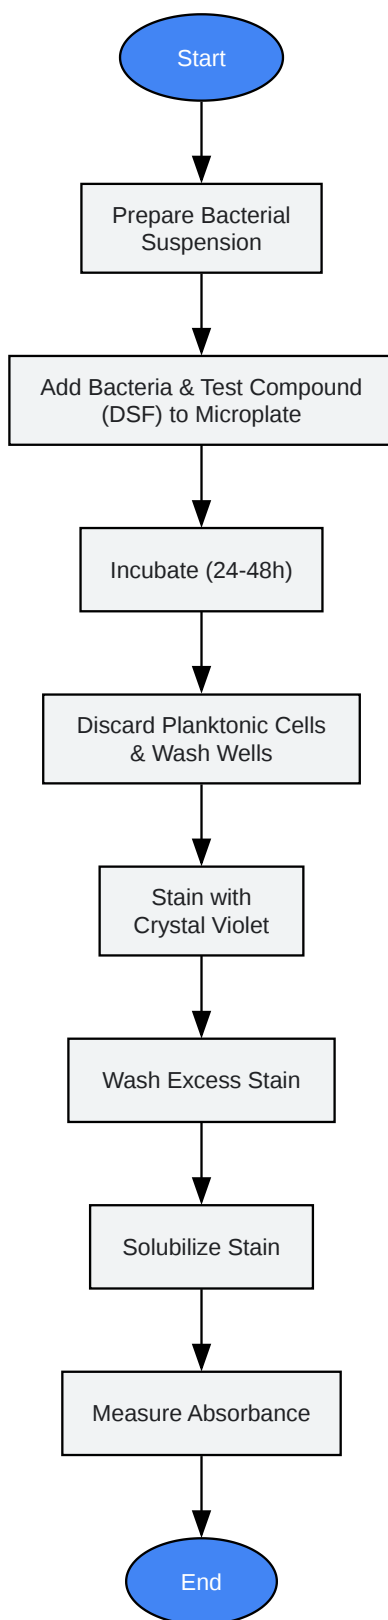 Start
Prepare Bacterial
Suspension
Add Bacteria & Test Compound
(DSF) to Microplate
Incubate (24-48h)
Discard Planktonic Cells
& Wash Wells
Stain with
Crystal Violet
Wash Excess Stain
Solubilize Stain
Measure Absorbance
End